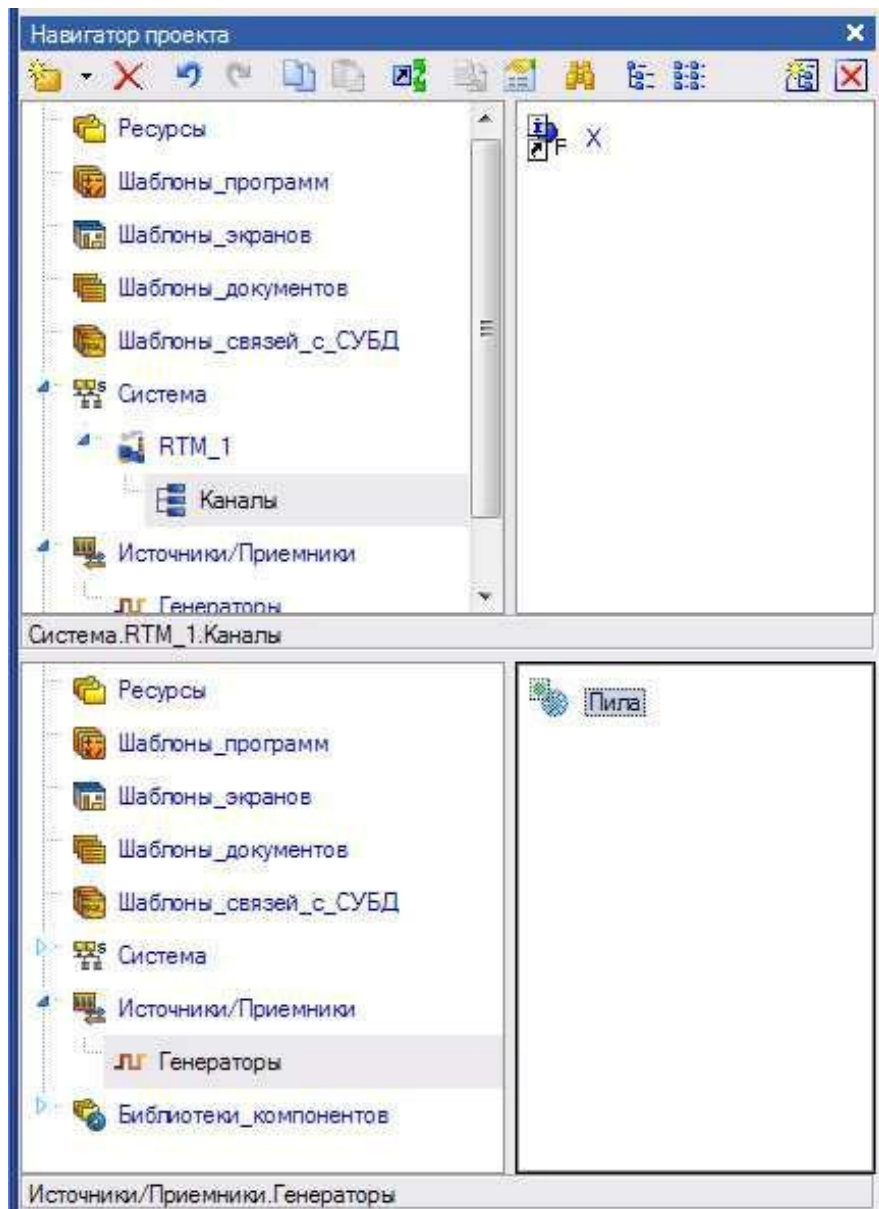 Навигатор проекта
Ресурсы
Шаблоны_программ
Шаблоны_экранов
Шаблоны_документов
Шаблоны_связей_с_СУБД
Система
RTM_1
Каналы
Источники/Приемники
Генераторы
F X
Система.RTM_1.Каналы
Ресурсы
Шаблоны_программ
Шаблоны_экранов
Шаблоны_документов
Шаблоны_связей_с_СУБД
Система
Источники/Приемники
Генераторы
Библиотеки_компонентов
Пила
Источники/Приемники.Генераторы